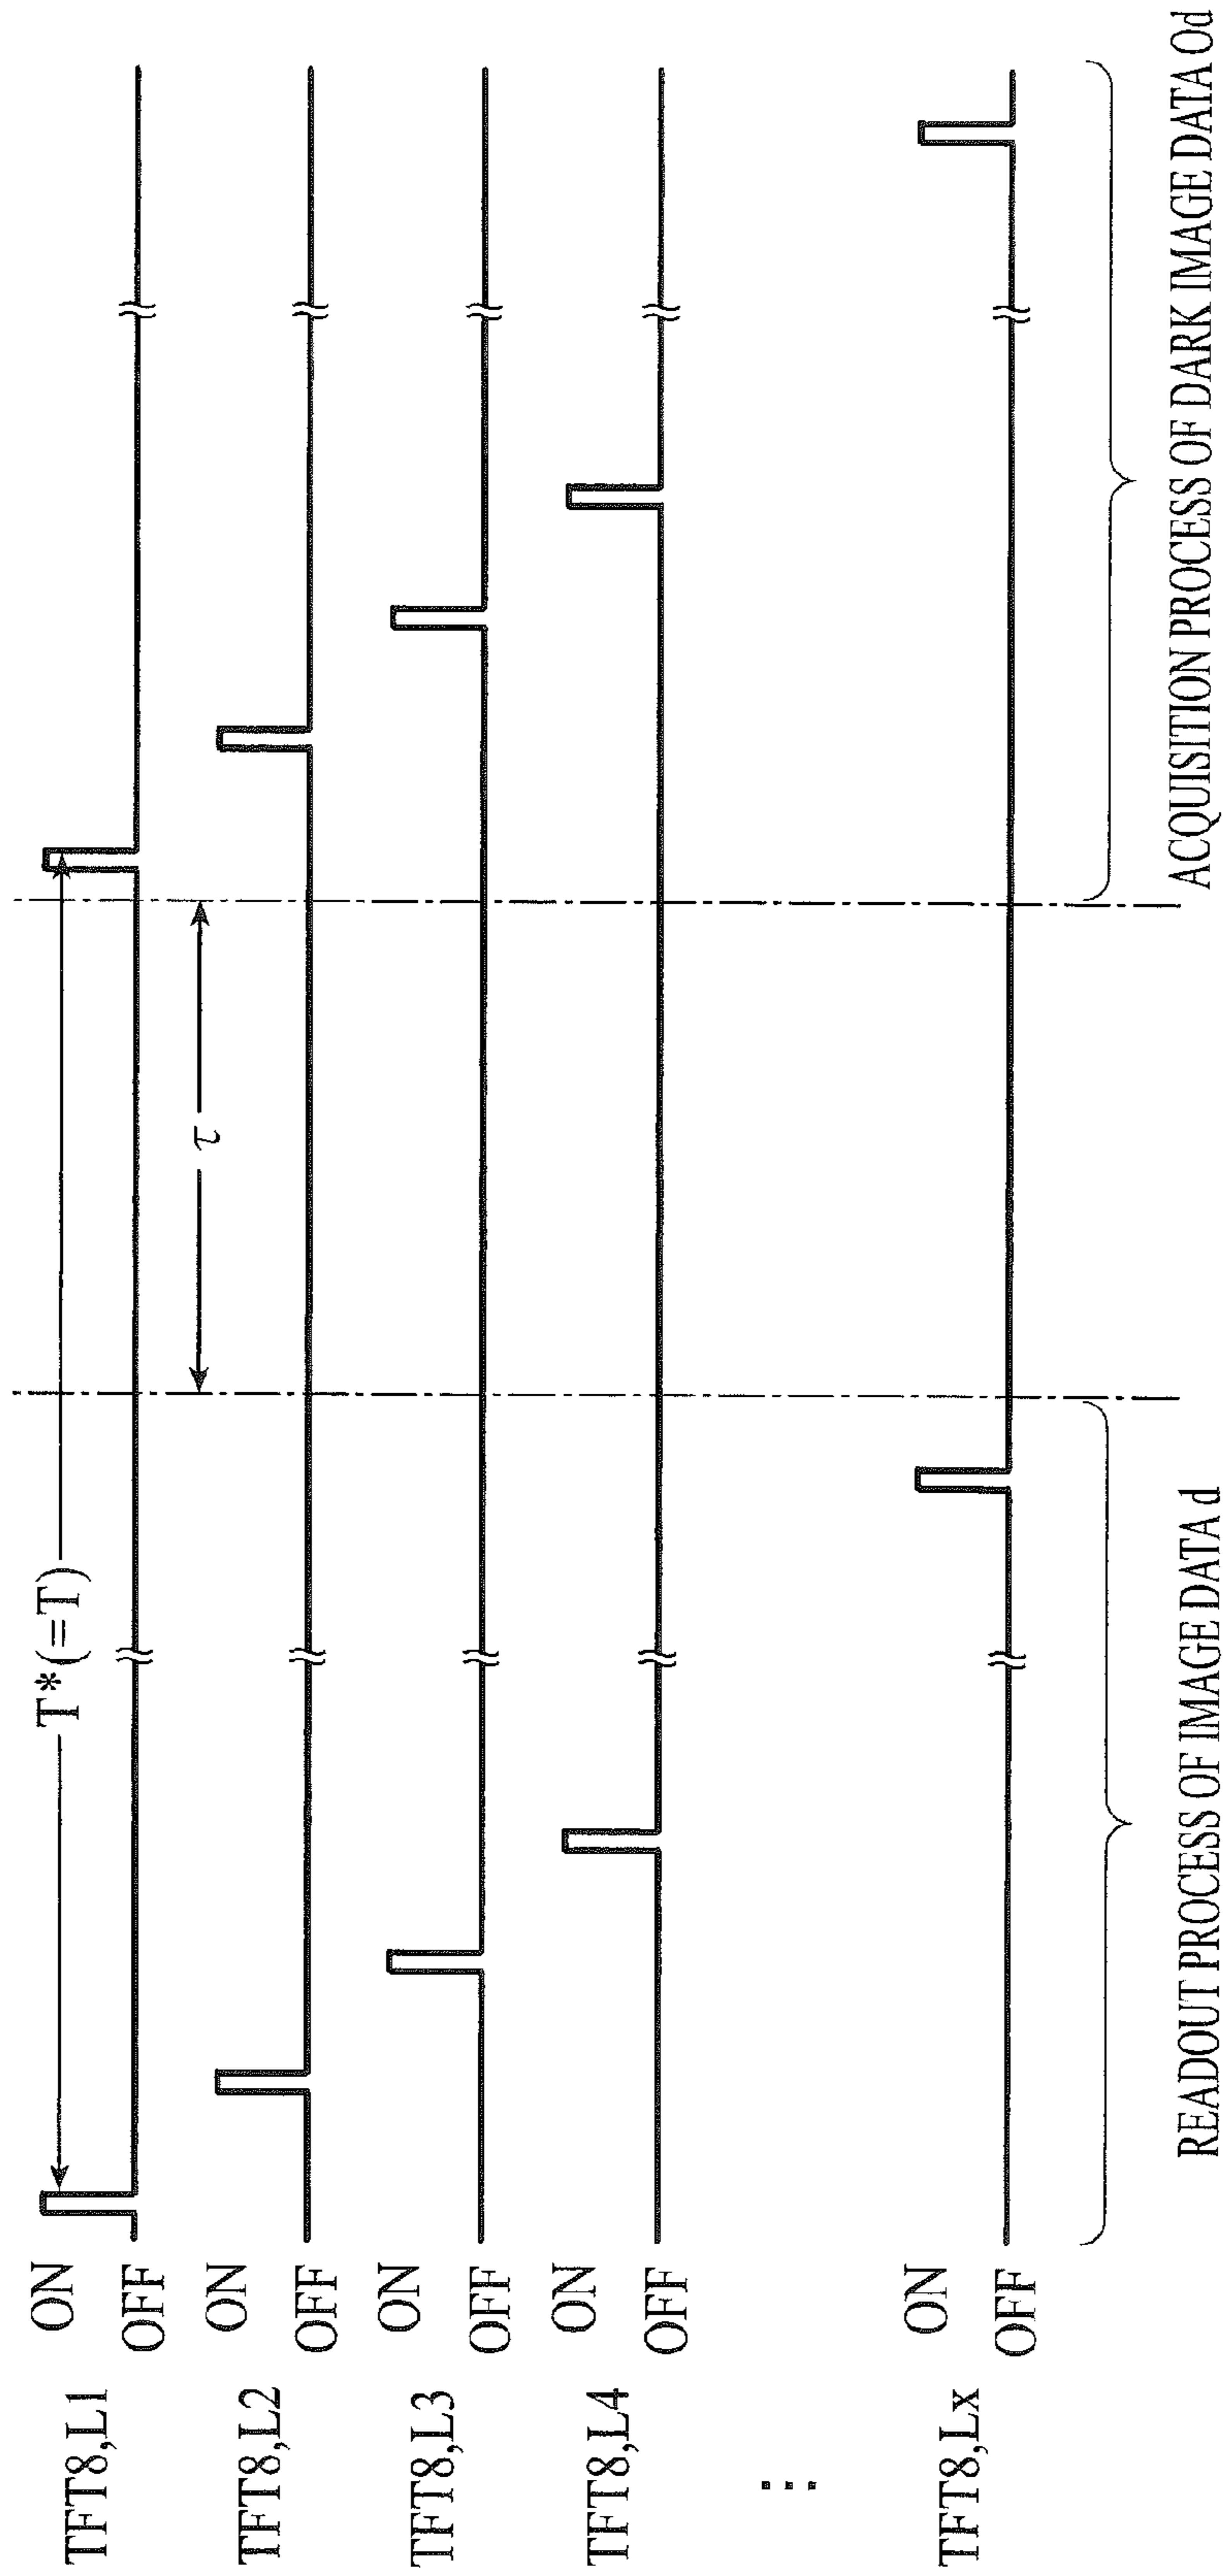 TFT8,L1
ON
OFF
T*(=T)
τ
TFT8,L2
ON
OFF
TFT8,L3
ON
OFF
TFT8,L4
ON
OFF
⋮
TFT8,Lx
ON
OFF
READOUT PROCESS OF IMAGE DATA d
ACQUISITION PROCESS OF DARK IMAGE DATA Od